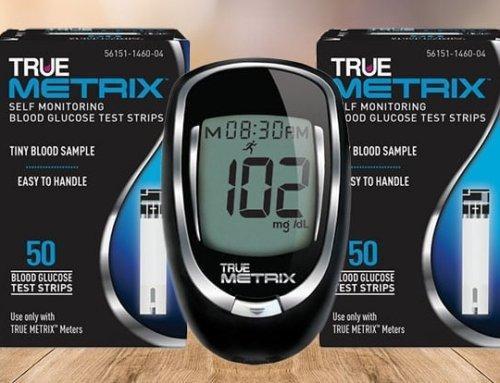 56151-1460-04
TRUE
METRIX™
SELF MONITORING
BLOOD GLUCOSE TEST STRIPS
TINY BLOOD SAMPLE
EASY TO HANDLE
50
BLOOD GLUCOSE
TEST STRIPS
Use only with
TRUE METRIX™ Meters
M 08:30
102
mg/dL
TRUE
METRIX
56151-1460-04
TRUE
METRIX
SELF MONITORING
BLOOD GLUCOSE TEST STRIPS
TINY BLOOD SAMPLE
EASY TO HANDLE
50
BLOOD GLUCOSE
TEST STRIPS
Use only with
TRUE METRIX™ Meters